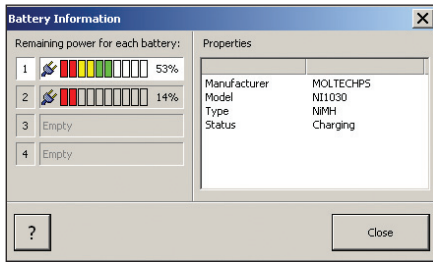 Battery Information
Remaining power for each battery:
1 53%
2 14%
3 Empty
4 Empty
Properties
Manufacturer MOLTECHPS
Model NI1030
Type NiMH
Status Charging
?
Close